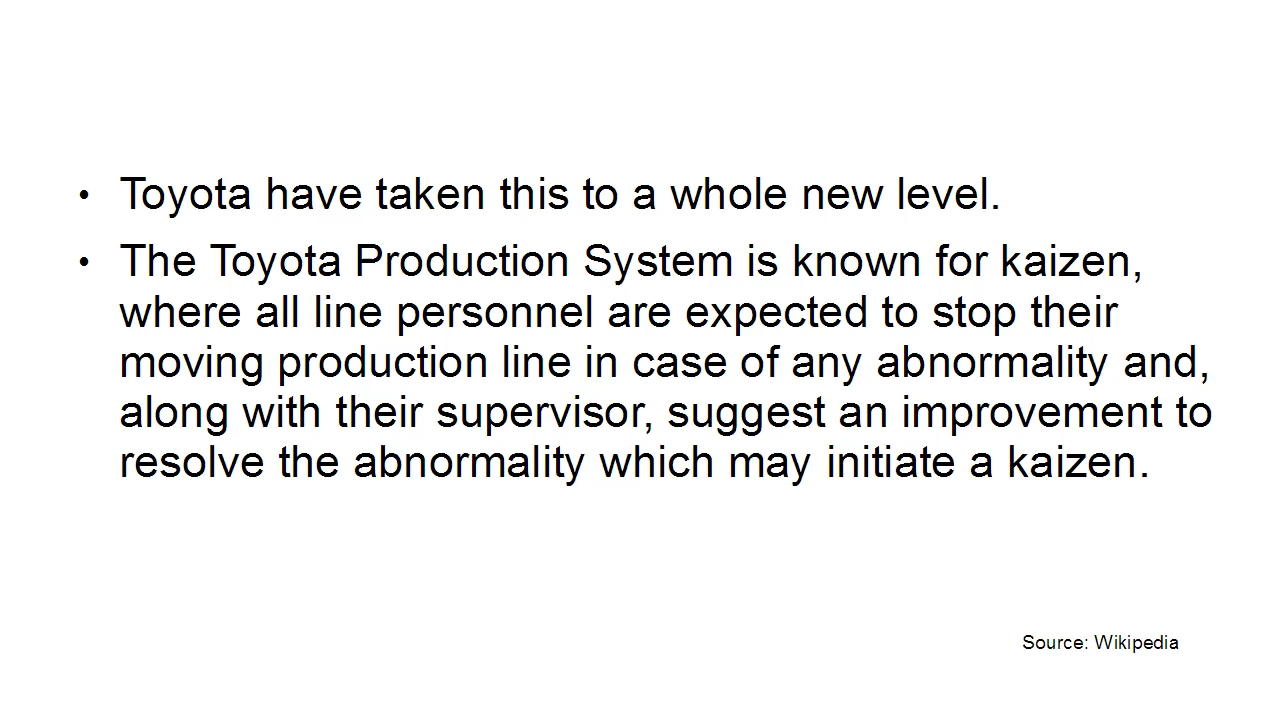 • Toyota have taken this to a whole new level.
• The Toyota Production System is known for kaizen,
where all line personnel are expected to stop their
moving production line in case of any abnormality and,
along with their supervisor, suggest an improvement to
resolve the abnormality which may initiate a kaizen.
Source: Wikipedia